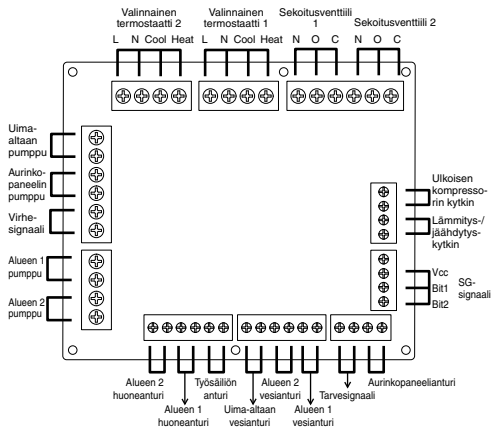 Valinnainen
termostaatti 2
Valinnainen
termostaatti 1
Sekoitusventtiili
1
Sekoitusventtiili 2
L N Cool Heat
L N Cool Heat
N O C
N O C
Uima-
altaan
pumppu
Aurinko-
paneelin
pumppu
Virhe-
signaali
Alueen 1
pumppu
Alueen 2
pumppu
Ulkoisen
kompresso-
rin kytkin
Lämmitys-/
jäähdytys-
kytkin
Vcc
Bit1
Bit2
SG-
signaali
Alueen 2
huoneanturi
Työsäiliön
anturi
Alueen 2
vesianturi
Aurinkopaneelianturi
Tarvesignaali
Alueen 1
huoneanturi
Uima-altaan
vesianturi
Alueen 1
vesianturi